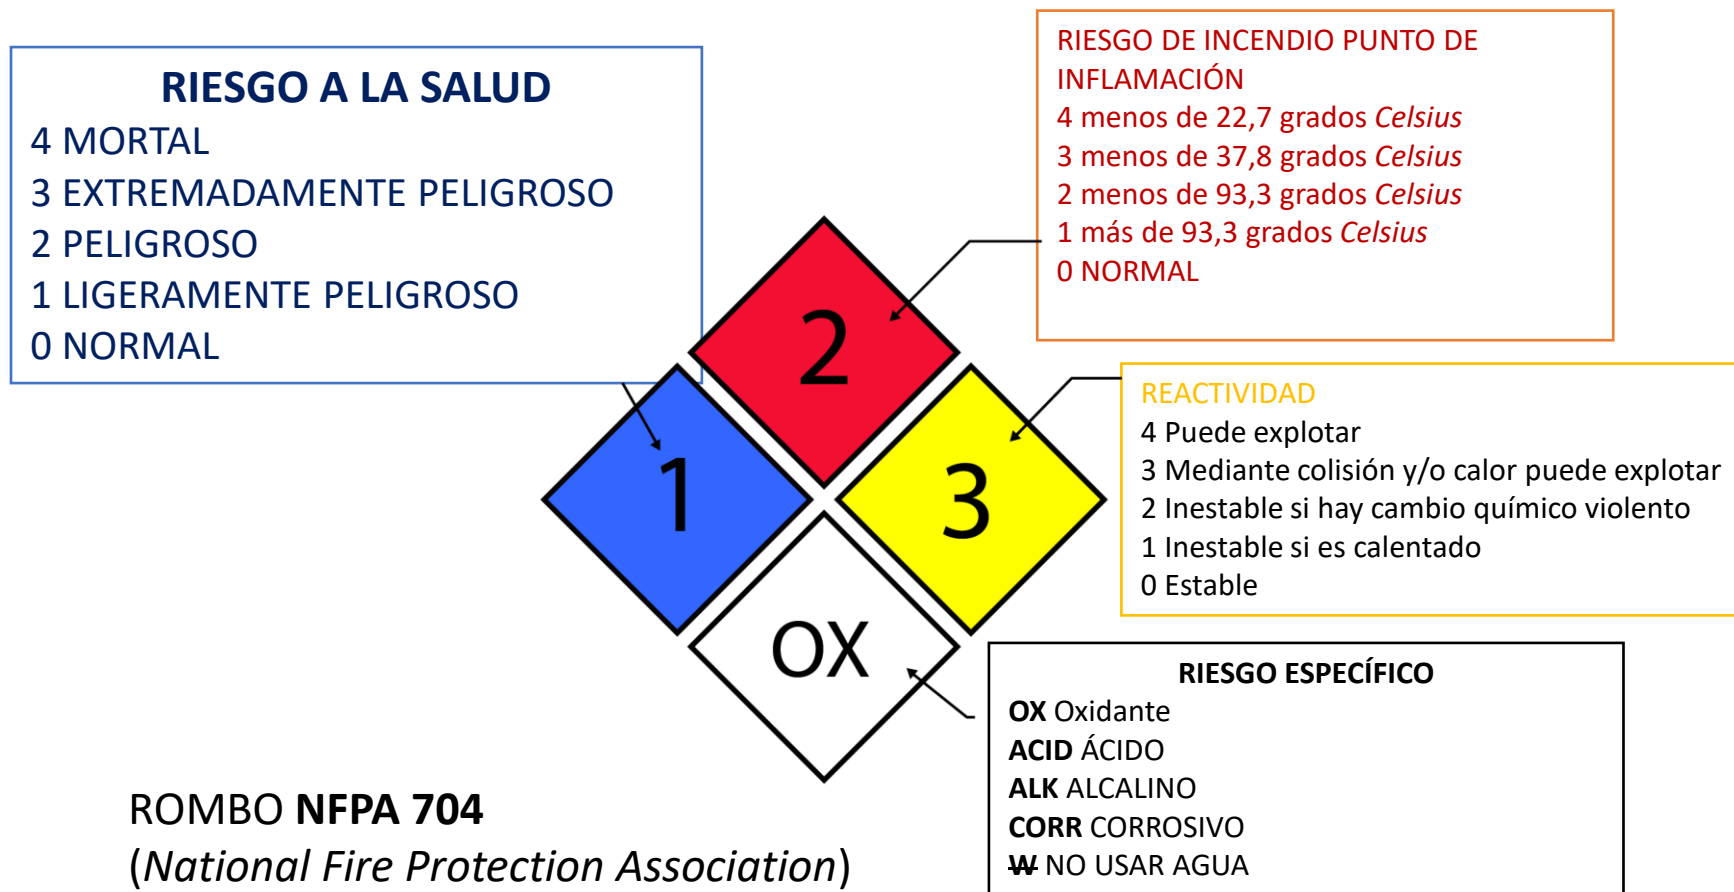 RIESGO A LA SALUD
4 MORTAL
3 EXTREMADAMENTE PELIGROSO
2 PELIGROSO
1 LIGERAMENTE PELIGROSO
0 NORMAL
RIESGO DE INCENDIO PUNTO DE
INFLAMACIÓN
4 menos de 22,7 grados Celsius
3 menos de 37,8 grados Celsius
2 menos de 93,3 grados Celsius
1 más de 93,3 grados Celsius
0 NORMAL
2
1
3
OX
REACTIVIDAD
4 Puede explotar
3 Mediante colisión y/o calor puede explotar
2 Inestable si hay cambio químico violento
1 Inestable si es calentado
0 Estable
RIESGO ESPECÍFICO
OX Oxidante
ACID ÁCIDO
ALK ALCALINO
CORR CORROSIVO
W NO USAR AGUA
ROMBO NFPA 704
(National Fire Protection Association)